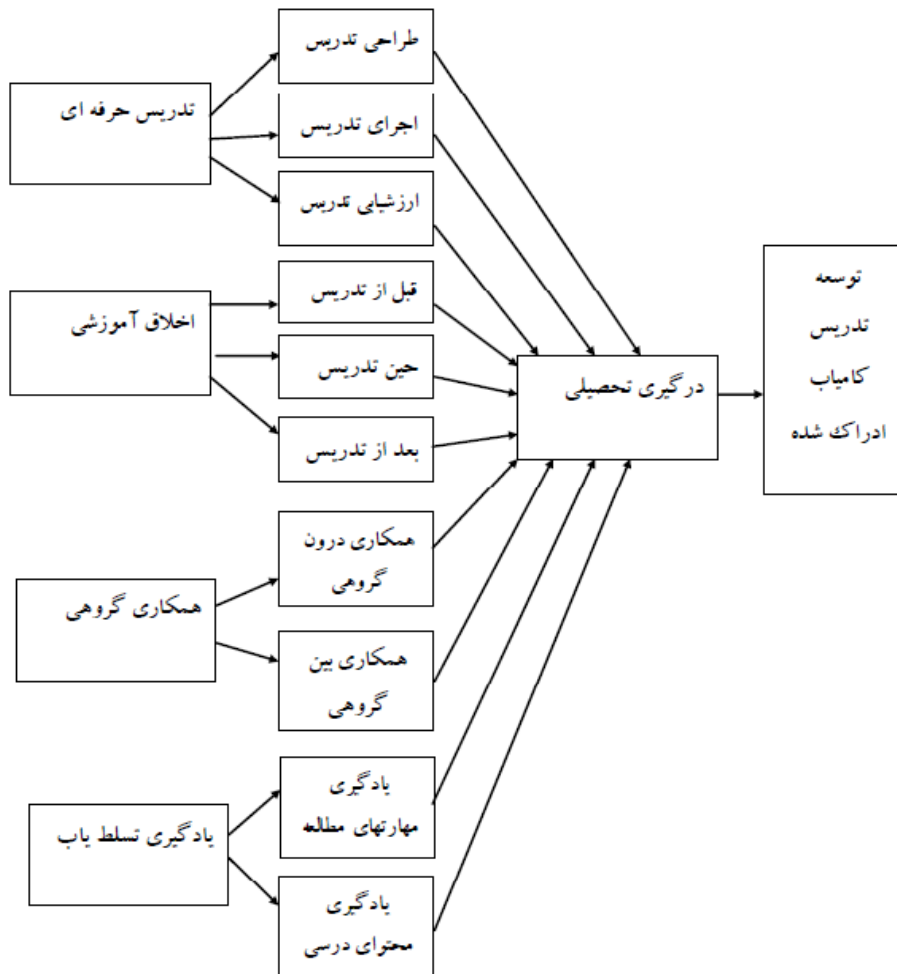 تدریس حرفه ای
طراحی تدریس
اجرای تدریس
ارزشیابی تدریس
اخلاق آموزشی
قبل از تدریس
حین تدریس
بعد از تدریس
همکاری گروهی
همکاری درون
گروهی
همکاری بین
گروهی
یادگیری تسلط یاب
یادگیری
مهارتهای مطالعه
یادگیری
محتوای درسی
درگیری تحصیلی
توسعه
تدریس
کامیاب
ادراک شده